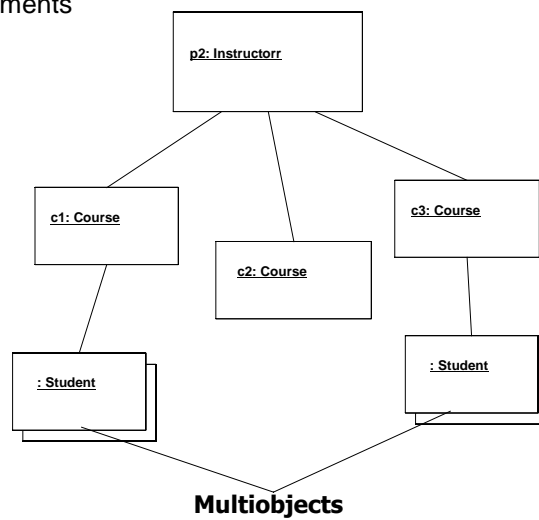 ments
p2: Instructorr
c1: Course
c3: Course
c2: Course
: Student
: Student
Multiobjects